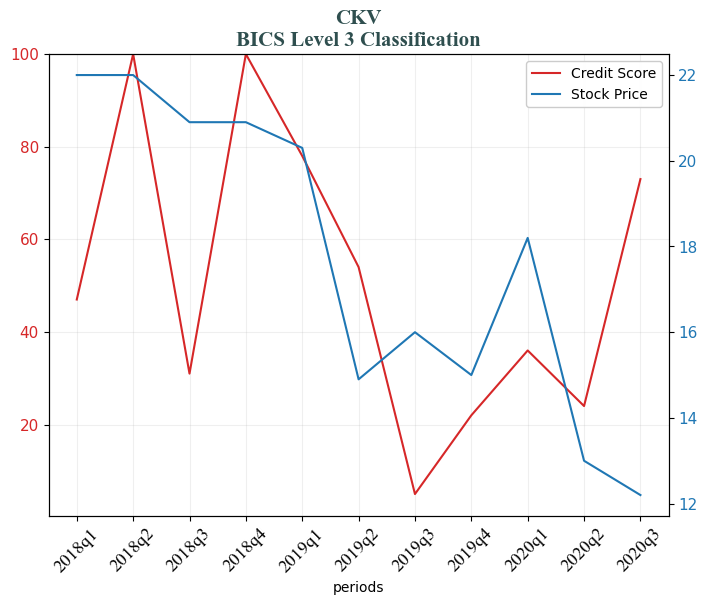 CKV
BICS Level 3 Classification
100
80
60
40
20
Credit Score
Stock Price
22
20
18
16
14
12
2018q1
2018q2
2018q3
2018q4
2019q1
2019q2
2019q3
2019q4
2020q1
2020q2
2020q3
periods